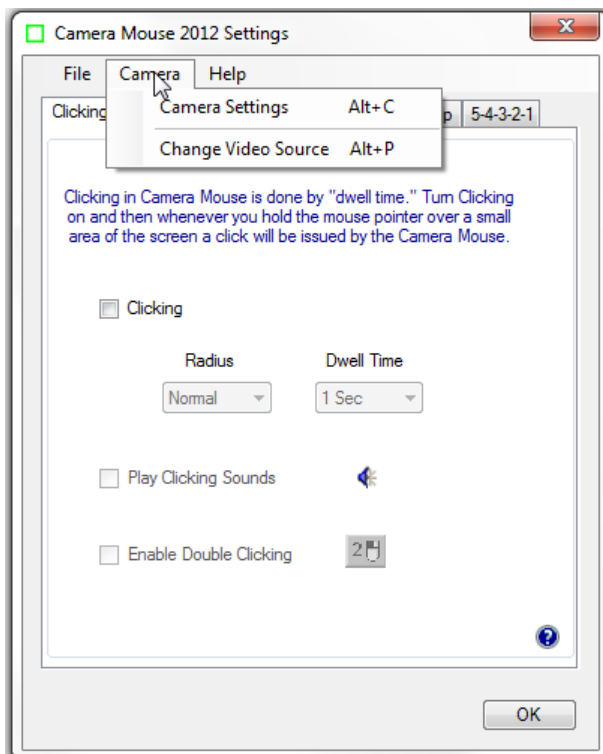 Camera Mouse 2012 Settings
File Camera Help
Camera Settings Alt+C
Change Video Source Alt+P
Clicking 5-4-3-2-1
Clicking in Camera Mouse is done by "dwell time." Turn Clicking
on and then whenever you hold the mouse pointer over a small
area of the screen a click will be issued by the Camera Mouse.
Clicking
Radius Dwell Time
Normal 1 Sec
Play Clicking Sounds
Enable Double Clicking 2
?
OK